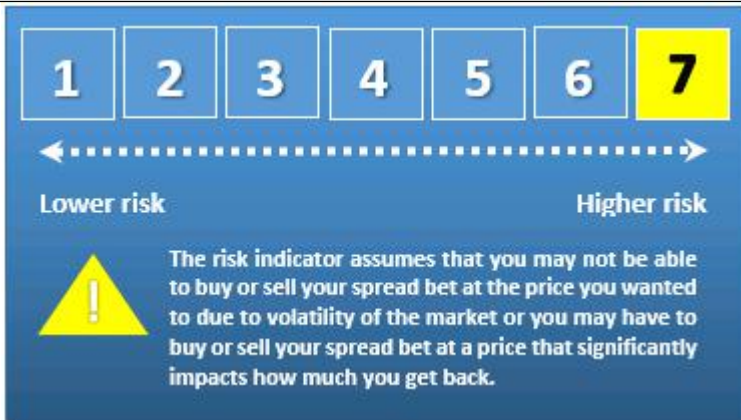 1 2 3 4 5 6 7
Lower risk Higher risk
!
The risk indicator assumes that you may not be able
to buy or sell your spread bet at the price you wanted
to due to volatility of the market or you may have to
buy or sell your spread bet at a price that significantly
impacts how much you get back.